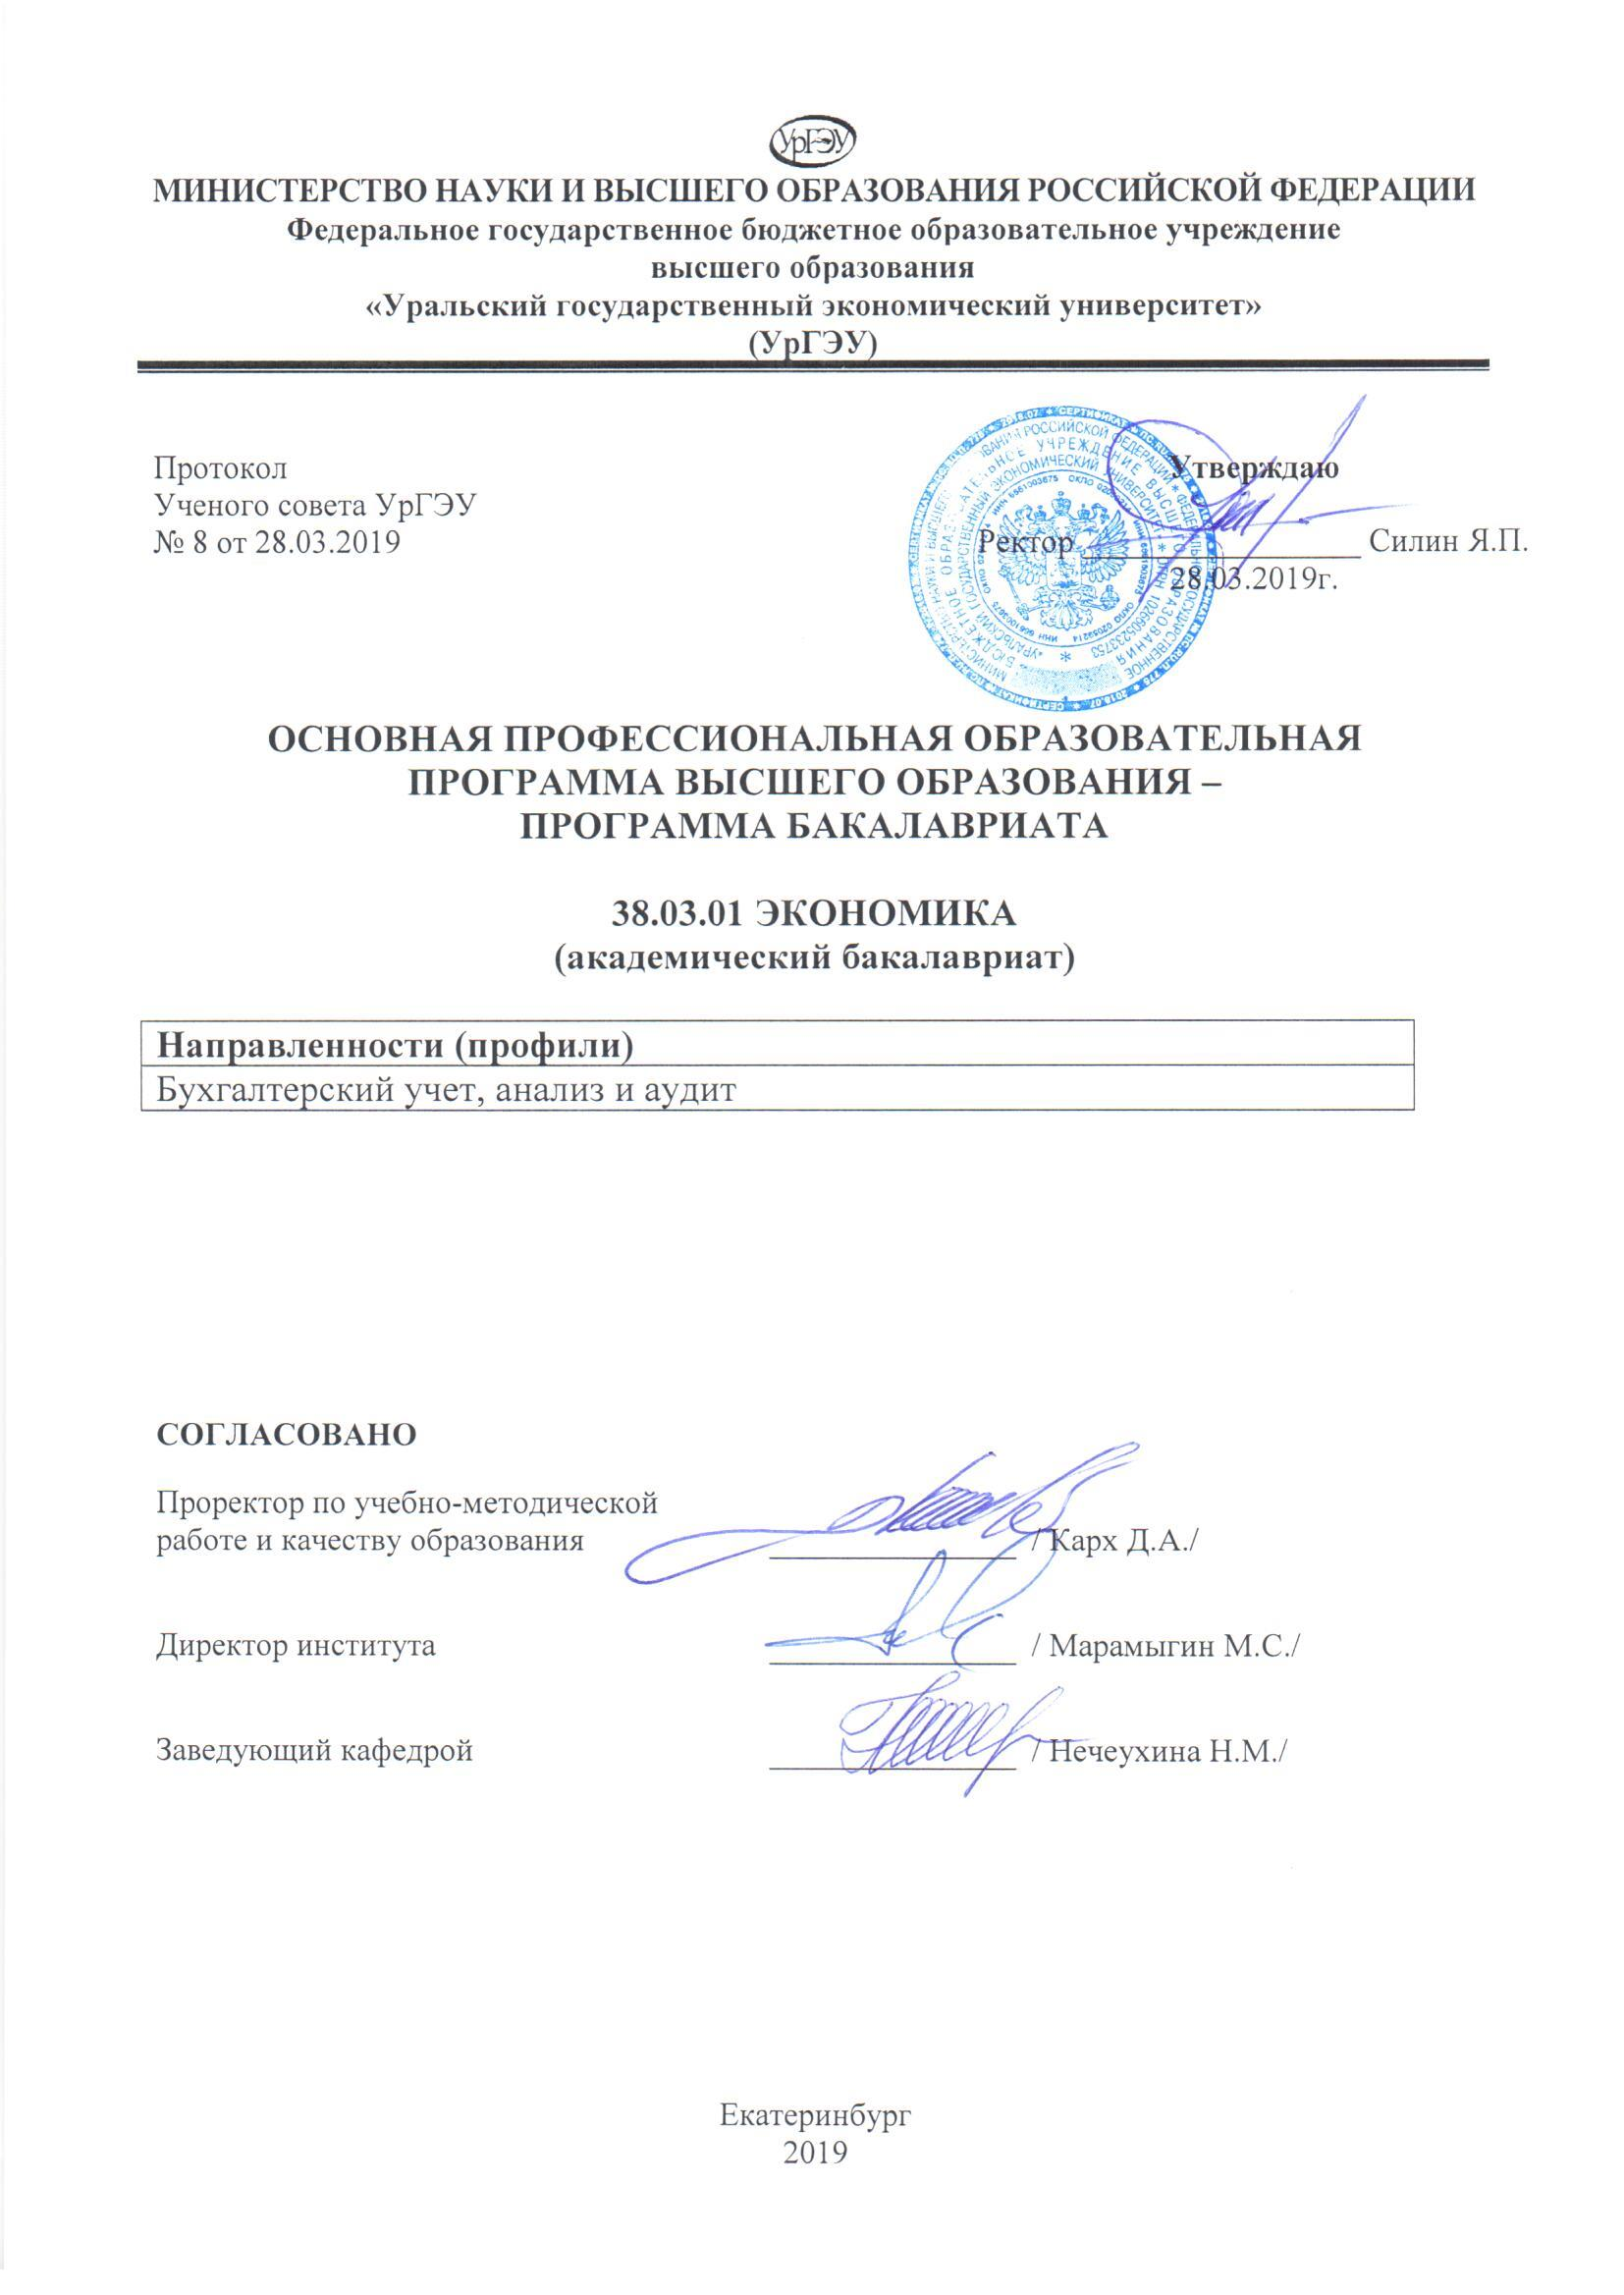 УрГЭУ
МИНИСТЕРСТВО НАУКИ И ВЫСШЕГО ОБРАЗОВАНИЯ РОССИЙСКОЙ ФЕДЕРАЦИИ
Федеральное государственное бюджетное образовательное учреждение
высшего образования
«Уральский государственный экономический университет»
(УрГЭУ)
Протокол
Ученого совета УрГЭУ
№ 8 от 28.03.2019
Утверждаю
Ректор Силин Я.П.
28.03.2019г.
ОСНОВНАЯ ПРОФЕССИОНАЛЬНАЯ ОБРАЗОВАТЕЛЬНАЯ
ПРОГРАММА ВЫСШЕГО ОБРАЗОВАНИЯ –
ПРОГРАММА БАКАЛАВРИАТА
38.03.01 ЭКОНОМИКА
(академический бакалавриат)
Направленности (профили)
Бухгалтерский учет, анализ и аудит
СОГЛАСОВАНО
Проректор по учебно-методической
работе и качеству образования / Карх Д.А./
Директор института / Марамыгин М.С./
Заведующий кафедрой / Нечеухина Н.М./
Екатеринбург
2019